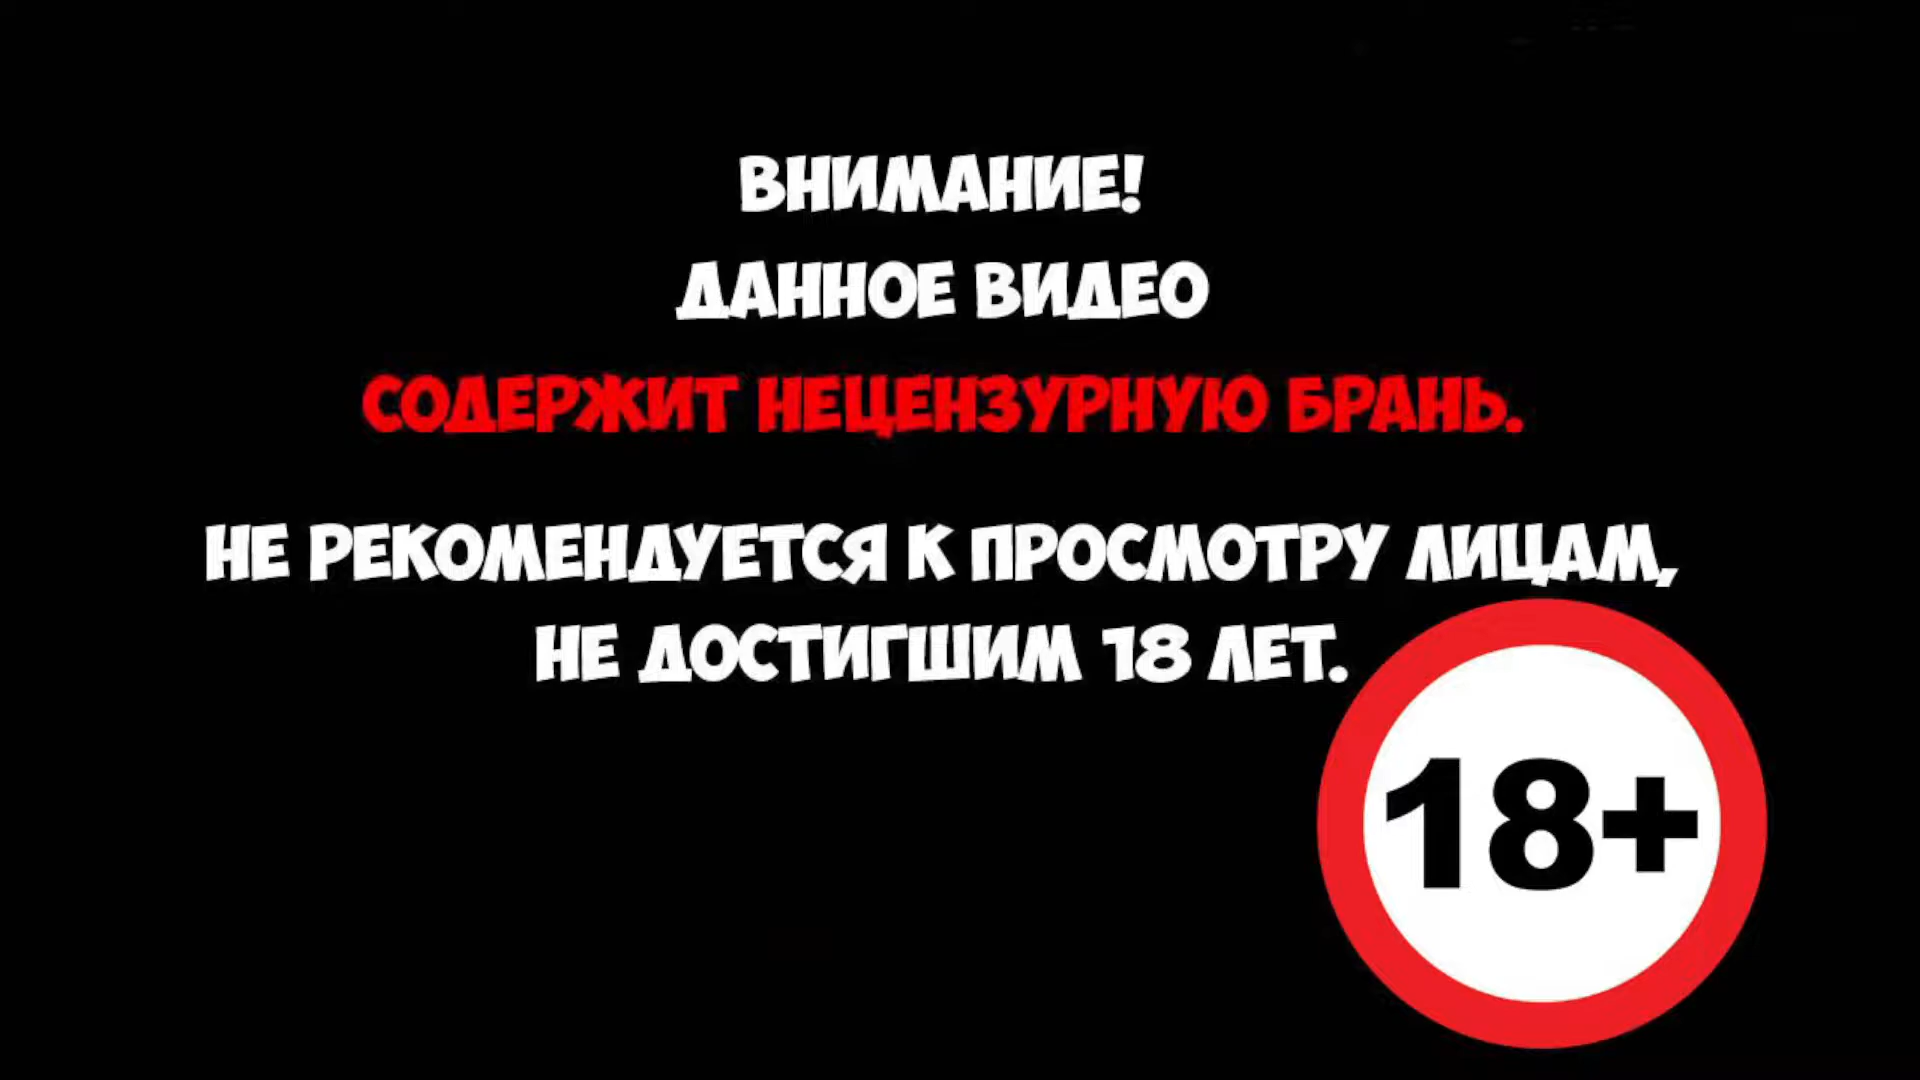 ВНИМАНИЕ!
ДАННОЕ ВИДЕО
СОДЕРЖИТ НЕЦЕНЗУРНУЮ БРАНЬ.
НЕ РЕКОМЕНДУЕТСЯ К ПРОСМОТРУ ЛИЦАМ,
НЕ ДОСТИГШИМ 18 ЛЕТ.
18+